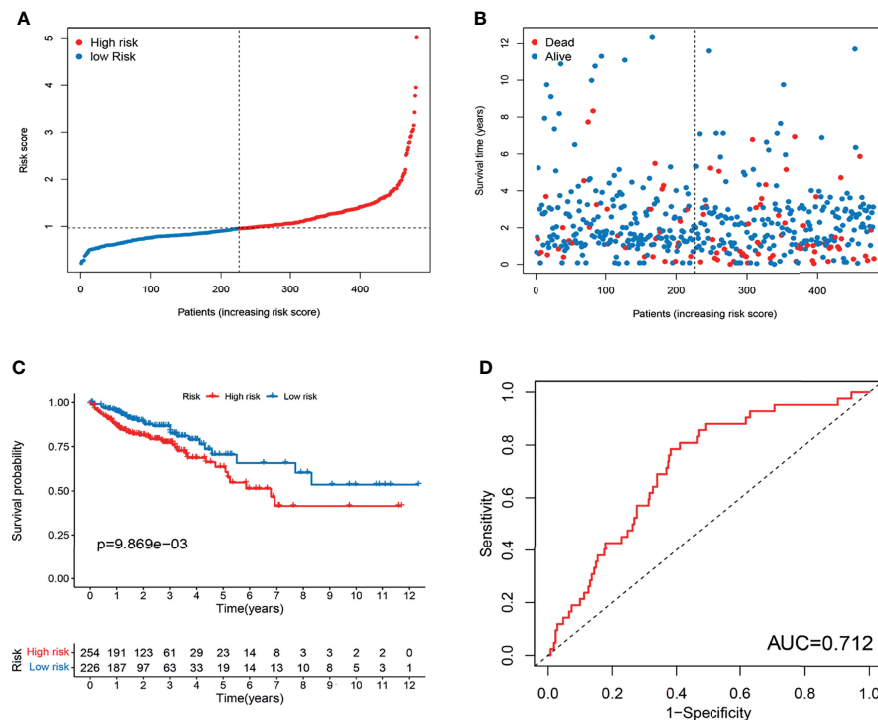 A
High risk
low Risk
5
4
3
2
1
Risk score
0
200
400
Patients (increasing risk score)
B
Dead
Alive
12
10
8
6
4
2
0
Survival time (years)
0
100
200
300
400
Patients (increasing risk score)
C
Risk High risk Low risk
1.00
0.75
0.50
0.25
0.00
Survival probability
p=9.869e-03
0 1 2 3 4 5 6 7 8 9 10 11 12
Time(years)
Risk
High risk 254 191 123 61 29 23 14 8 3 3 2 2 0
Low risk 226 187 97 63 33 19 14 13 10 8 5 3 1
0 1 2 3 4 5 6 7 8 9 10 11 12
Time(years)
D
1.0
0.8
0.6
0.4
0.2
0.0
Sensitivity
AUC=0.712
0.0 0.2 0.4 0.6 0.8 1.0
1-Specificity